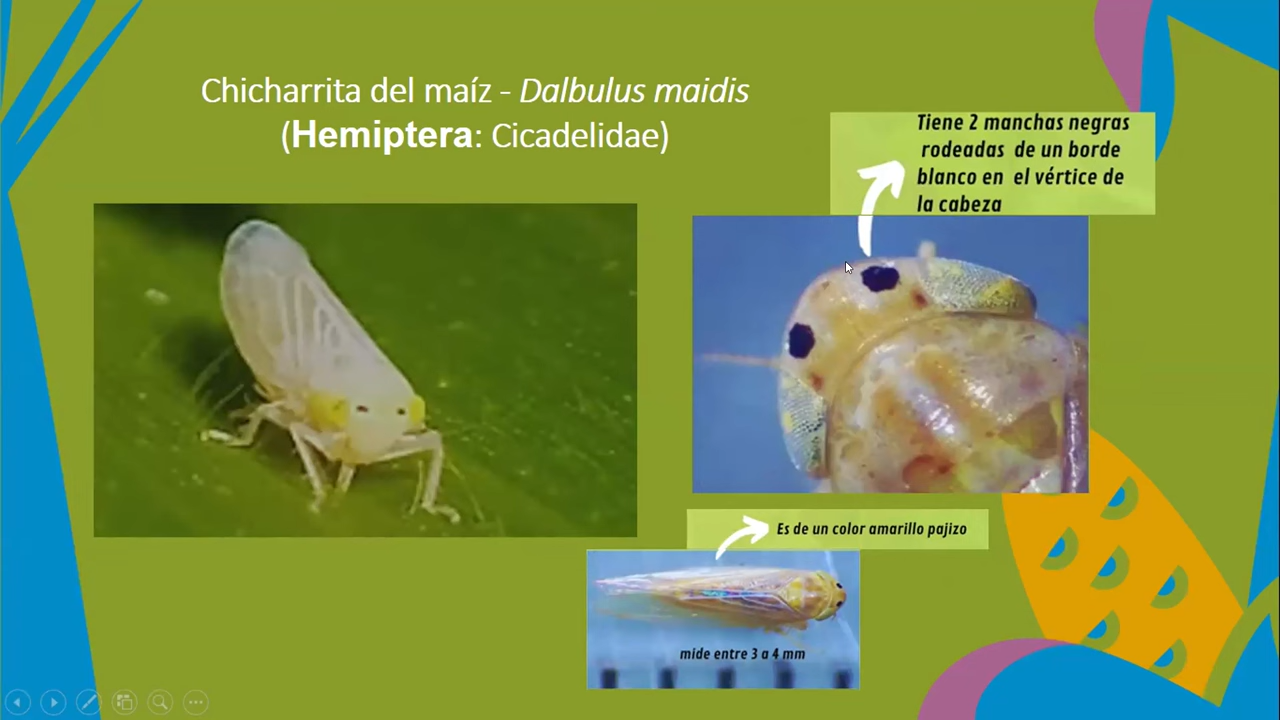 Chicharrita del maíz - Dalbulus maidis
(Hemiptera: Cicadelidae)
Tiene 2 manchas negras
rodeadas de un borde
blanco en el vértice de
la cabeza
Es de un color amarillo pajizo
mide entre 3 a 4 mm